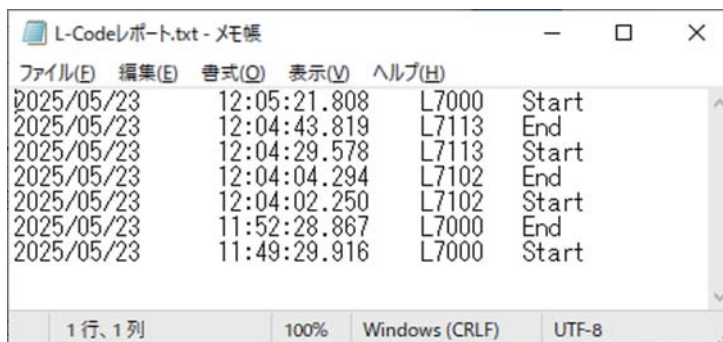 L-Codeレポート.txt - メモ帳
ファイル(F) 編集(E) 書式(O) 表示(V) ヘルプ(H)
2025/05/23 12:05:21.808 L7000 Start
2025/05/23 12:04:43.819 L7113 End
2025/05/23 12:04:29.578 L7113 Start
2025/05/23 12:04:04.294 L7102 End
2025/05/23 12:04:02.250 L7102 Start
2025/05/23 11:52:28.867 L7000 End
2025/05/23 11:49:29.916 L7000 Start
1行、1列 100% Windows (CRLF) UTF-8